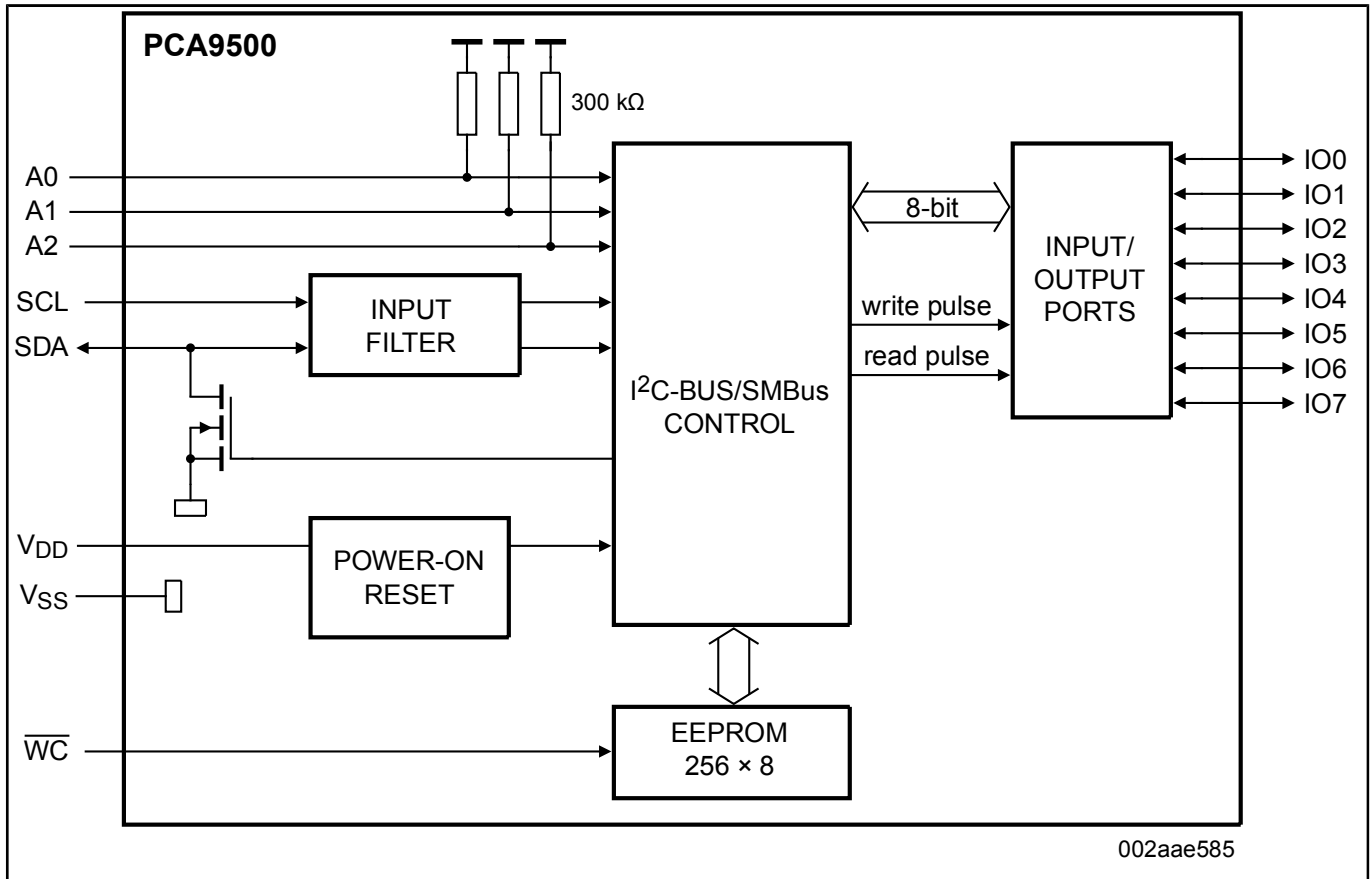 PCA9500
300 kΩ
A0
A1
A2
SCL
SDA
VDD
VSS
WC
INPUT
FILTER
POWER-ON
RESET
I2C-BUS/SMBus
CONTROL
EEPROM
256 × 8
8-bit
write pulse
read pulse
INPUT/
OUTPUT
PORTS
IO0
IO1
IO2
IO3
IO4
IO5
IO6
IO7
002aae585